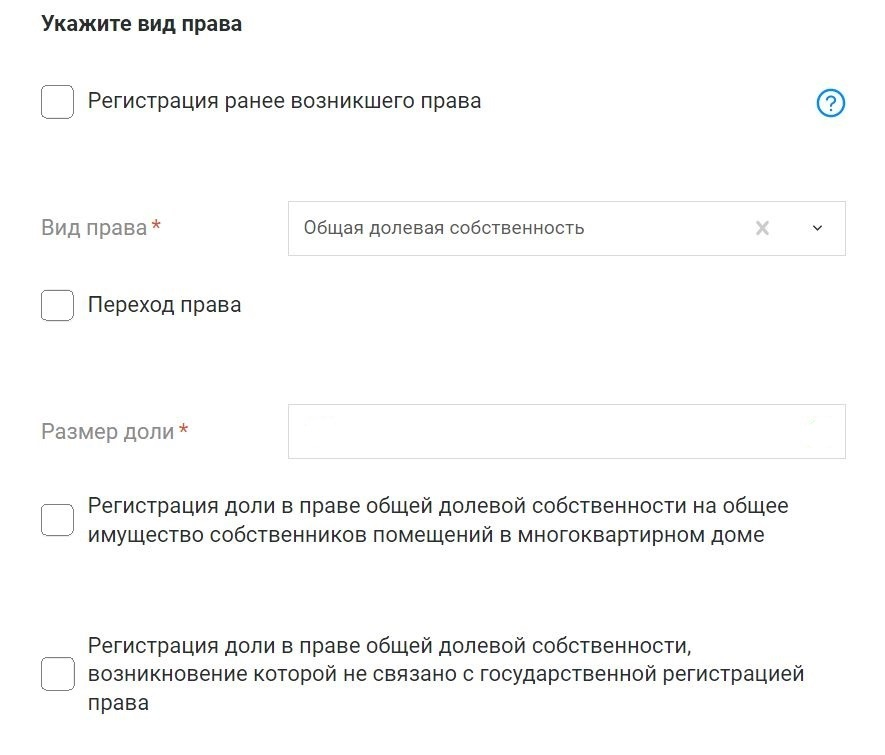 Укажите вид права
Регистрация ранее возникшего права
?
Вид права *
Общая долевая собственность
Переход права
Размер доли *
Регистрация доли в праве общей долевой собственности на общее
имущество собственников помещений в многоквартирном доме
Регистрация доли в праве общей долевой собственности,
возникновение которой не связано с государственной регистрацией
права